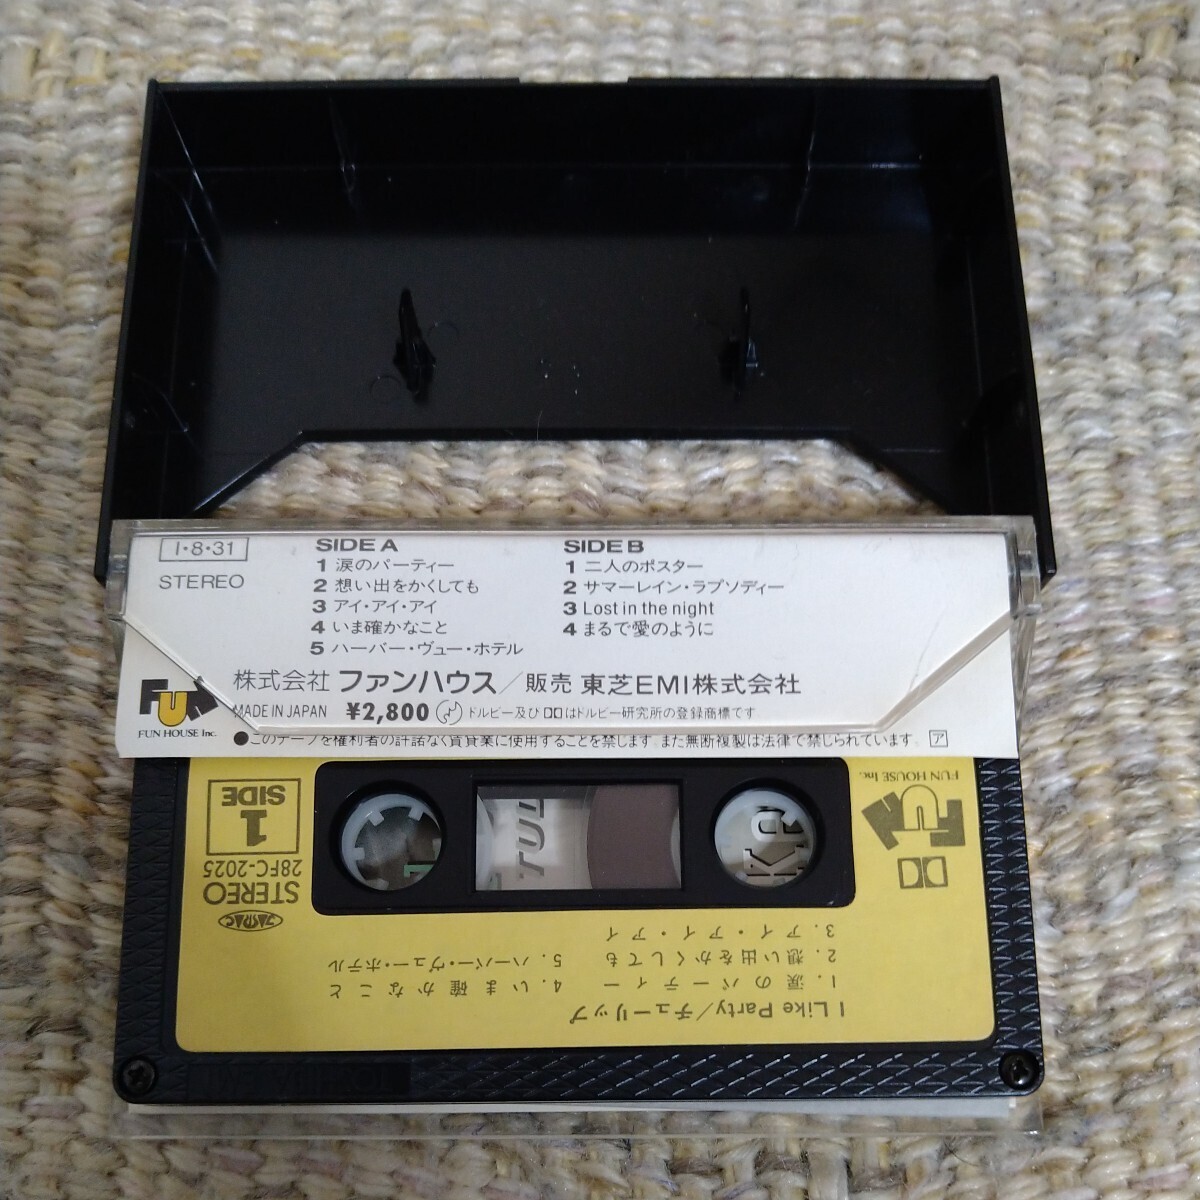 I・8・31
STEREO
SIDE A
1 涙のパーティー
2 想い出をかくしても
3 アイ・アイ・アイ
4 いま確かなこと
5 ハーバー・ヴュー・ホテル
SIDE B
1 二人のポスター
2 サマーレイン・ラプソディー
3 Lost in the night
4 まるで愛のように
FUN
FUN HOUSE Inc.
株式会社 ファンハウス／販売 東芝EMI株式会社
MADE IN JAPAN ¥2,800 ドルビー及び はドルビー研究所の登録商標です
●このテープを権利者の許諾なく賃貸業に使用することを禁じます。また無断複製は法律で禁じられています。 ア
I Like Party/チューリップ
1. 涙のパーティー
2. 想い出をかくしても
3. アイ・アイ・アイ
4. いま確かなこと
5. ハーバー・ヴュー・ホテル
JASRAC
STEREO
28FC-2025
1
SIDE
FUN
FUN HOUSE Inc.
TUL